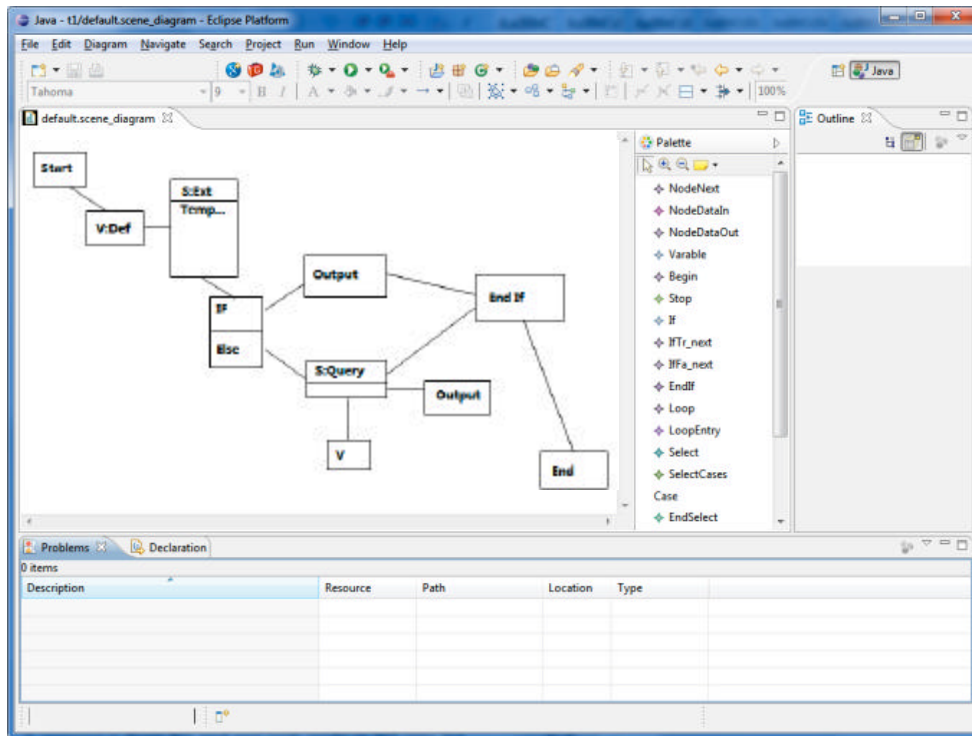 Java - t1/default.scene_diagram - Eclipse Platform
File Edit Diagram Navigate Search Project Run Window Help
Java
Tahoma 9 B I A 100%
default.scene_diagram
Start
V:Def
S:Ext
Temp...
IF
Else
Output
S:Query
Output
V
End If
End
Palette
NodeNext
NodeDataIn
NodeDataOut
Varable
Begin
Stop
If
IfTr_next
IfFa_next
EndIf
Loop
LoopEntry
Select
SelectCases
Case
EndSelect
Outline
Problems Declaration
0 items
Description Resource Path Location Type